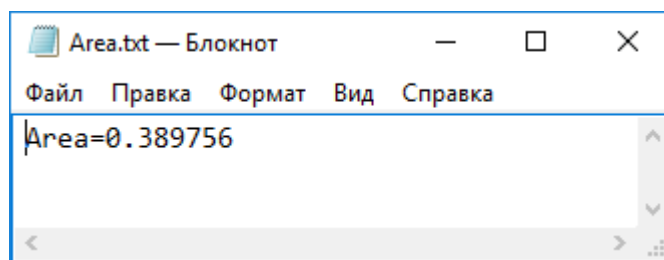 Area.txt — Блокнот
Файл Правка Формат Вид Справка
Area=0.389756